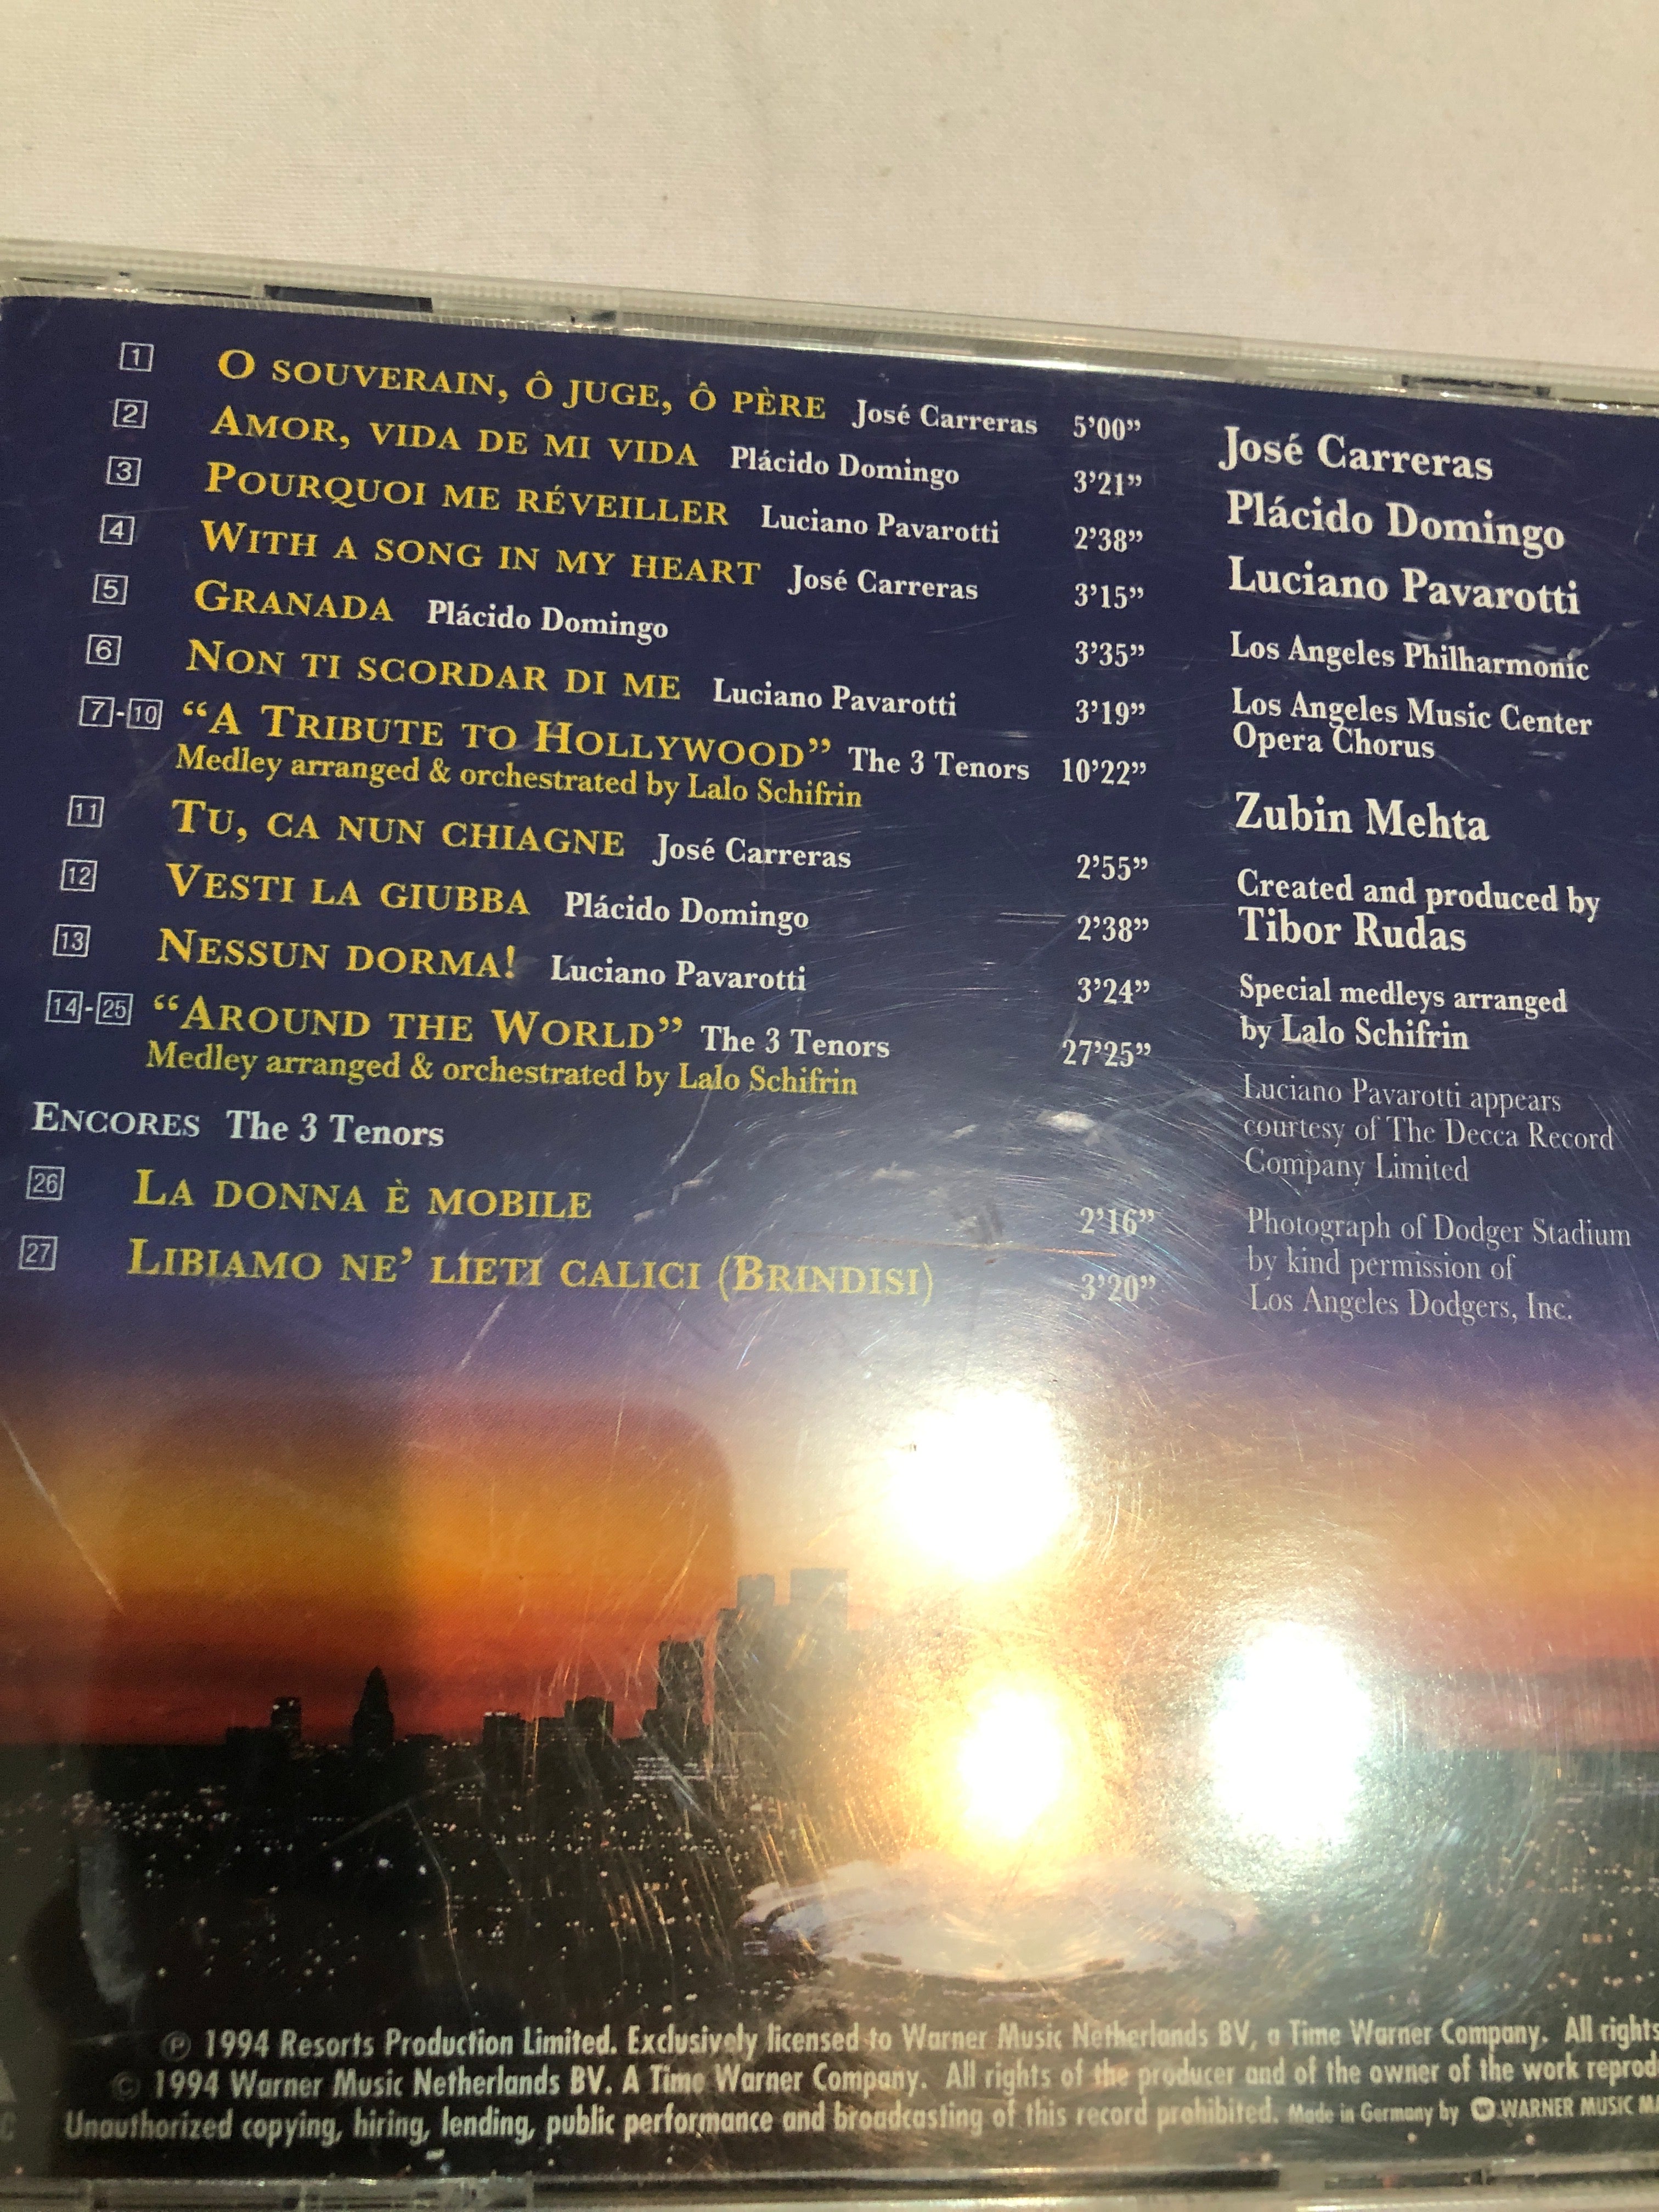 1 O SOUVERAIN, Ô JUGE, Ô PÈRE José Carreras 5'00"
2 AMOR, VIDA DE MI VIDA Plácido Domingo 3'21"
3 POURQUOI ME RÉVEILLER Luciano Pavarotti 2'38"
4 WITH A SONG IN MY HEART José Carreras 3'15"
5 GRANADA Plácido Domingo 3'35"
6 NON TI SCORDAR DI ME Luciano Pavarotti 3'19"
7-10 "A TRIBUTE TO HOLLYWOOD" The 3 Tenors 10'22"
Medley arranged & orchestrated by Lalo Schifrin
11 TU, CA NUN CHIAGNE José Carreras 2'55"
12 VESTI LA GIUBBA Plácido Domingo 2'38"
13 NESSUN DORMA! Luciano Pavarotti 3'24"
14-25 "AROUND THE WORLD" The 3 Tenors 27'25"
Medley arranged & orchestrated by Lalo Schifrin
ENCORES The 3 Tenors
26 LA DONNA È MOBILE 2'16"
27 LIBIAMO NE' LIETI CALICI (BRINDISI) 3'20"
José Carreras
Plácido Domingo
Luciano Pavarotti
Los Angeles Philharmonic
Los Angeles Music Center
Opera Chorus
Zubin Mehta
Created and produced by
Tibor Rudas
Special medleys arranged
by Lalo Schifrin
Luciano Pavarotti appears
courtesy of The Decca Record
Company Limited
Photograph of Dodger Stadium
by kind permission of
Los Angeles Dodgers, Inc.
℗ 1994 Resorts Production Limited. Exclusively licensed to Warner Music Netherlands BV, a Time Warner Company. All rights
© 1994 Warner Music Netherlands BV. A Time Warner Company. All rights of the producer and of the owner of the work reprod
Unauthorized copying, hiring, lending, public performance and broadcasting of this record prohibited. Made in Germany by WARNER MUSIC MA